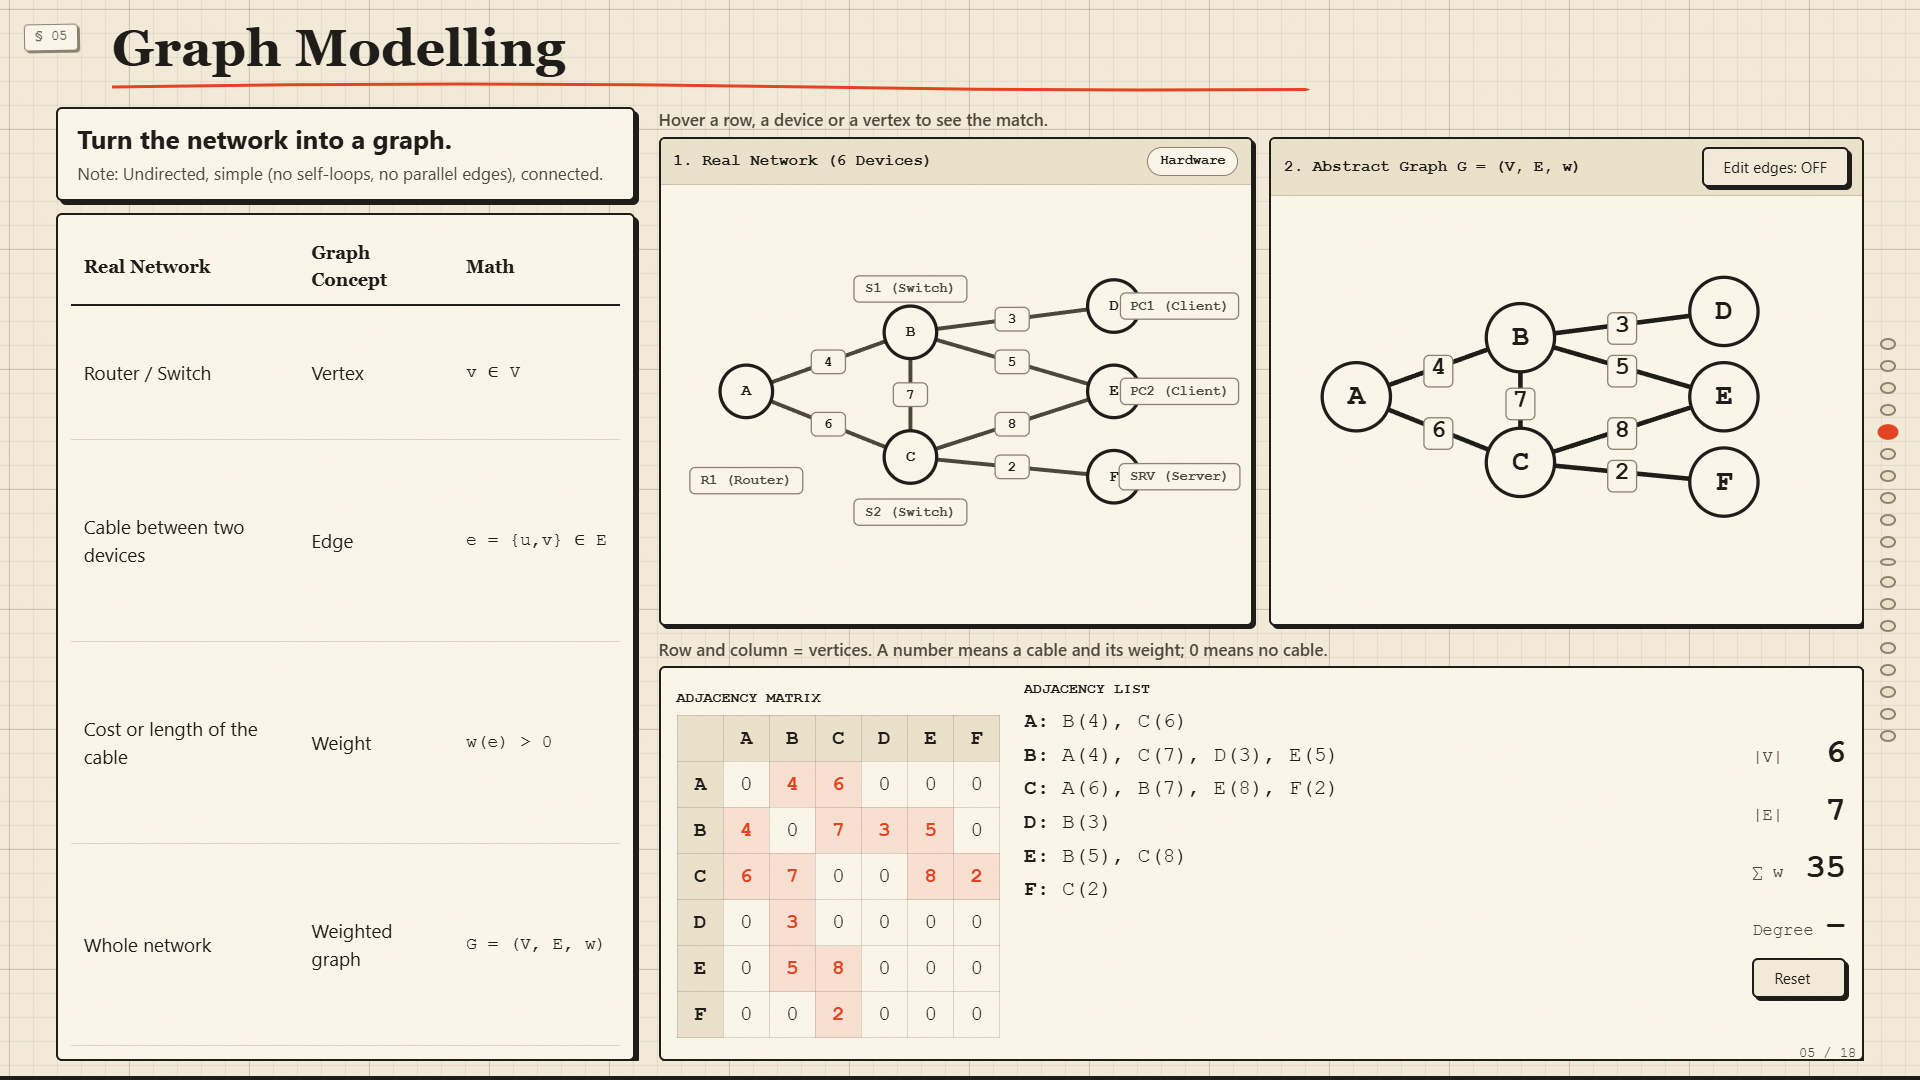 § 05
Graph Modelling
Turn the network into a graph.
Note: Undirected, simple (no self-loops, no parallel edges), connected.
Real Network Graph Concept Math
Router / Switch Vertex v ∈ V
Cable between two devices Edge e = {u,v} ∈ E
Cost or length of the cable Weight w(e) > 0
Whole network Weighted graph G = (V, E, w)
Hover a row, a device or a vertex to see the match.
1. Real Network (6 Devices) Hardware
S1 (Switch)
3
D PC1 (Client)
B
4
5
A
7
E PC2 (Client)
6
8
C
2
F SRV (Server)
R1 (Router)
S2 (Switch)
2. Abstract Graph G = (V, E, w) Edit edges: OFF
D
3
B
4
5
A
7
E
6
8
C
2
F
Row and column = vertices. A number means a cable and its weight; 0 means no cable.
ADJACENCY MATRIX
A B C D E F
A 0 4 6 0 0 0
B 4 0 7 3 5 0
C 6 7 0 0 8 2
D 0 3 0 0 0 0
E 0 5 8 0 0 0
F 0 0 2 0 0 0
ADJACENCY LIST
A: B(4), C(6)
B: A(4), C(7), D(3), E(5)
C: A(6), B(7), E(8), F(2)
D: B(3)
E: B(5), C(8)
F: C(2)
|V| 6
|E| 7
∑ w 35
Degree —
Reset
05 / 18